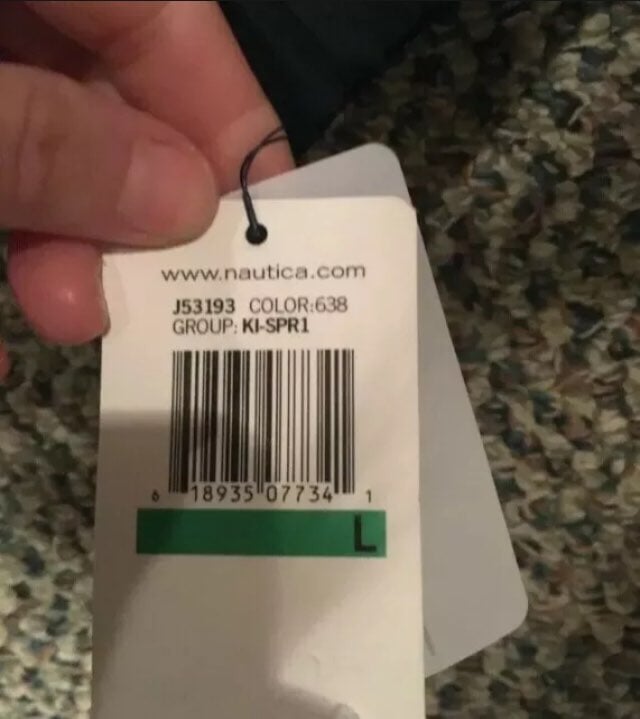 www.nautica.com
J53193 COLOR:638
GROUP: KI-SPR1
6 18935 07734 1
L